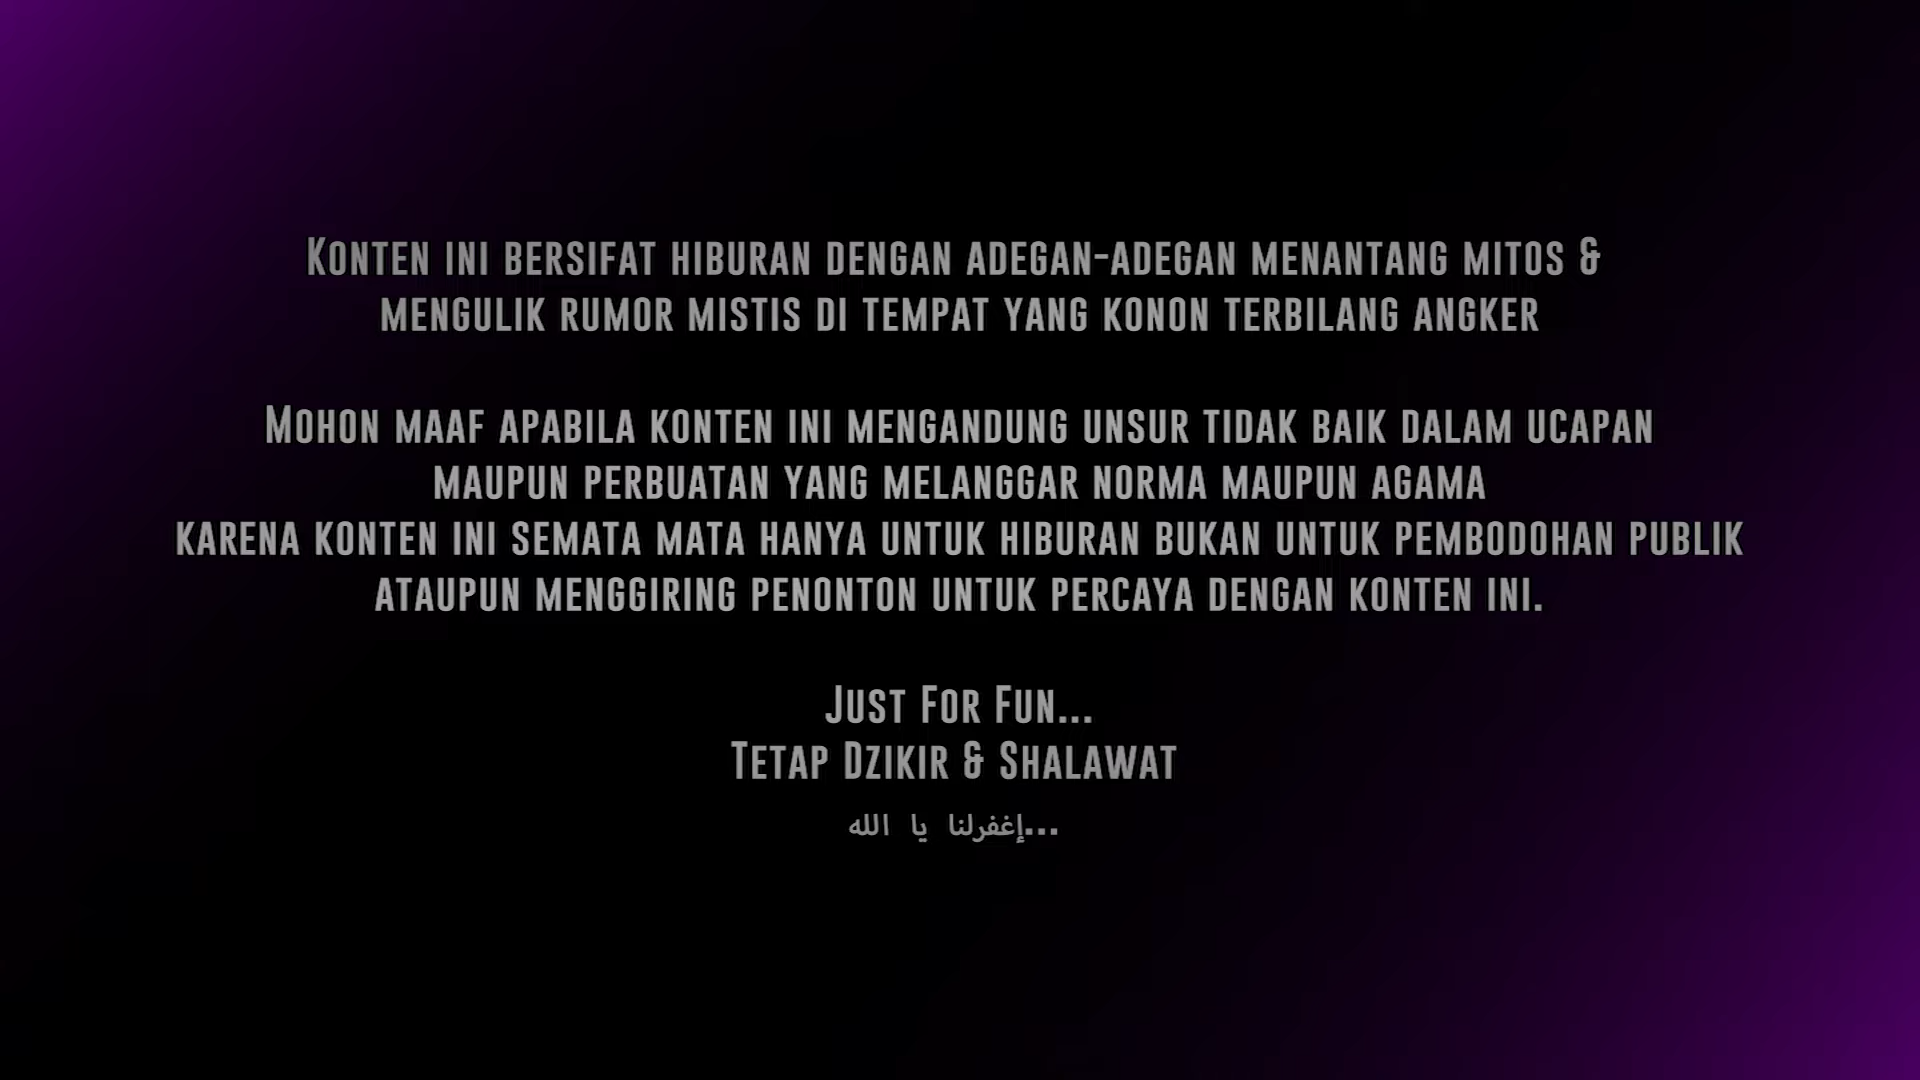 Konten ini bersifat hiburan dengan adegan-adegan menantang mitos &
mengulik rumor mistis di tempat yang konon terbilang angker
Mohon maaf apabila konten ini mengandung unsur tidak baik dalam ucapan
maupun perbuatan yang melanggar norma maupun agama
karena konten ini semata mata hanya untuk hiburan bukan untuk pembodohan publik
ataupun menggiring penonton untuk percaya dengan konten ini.
Just For Fun...
Tetap Dzikir & Shalawat
...إغفرلنا يا الله